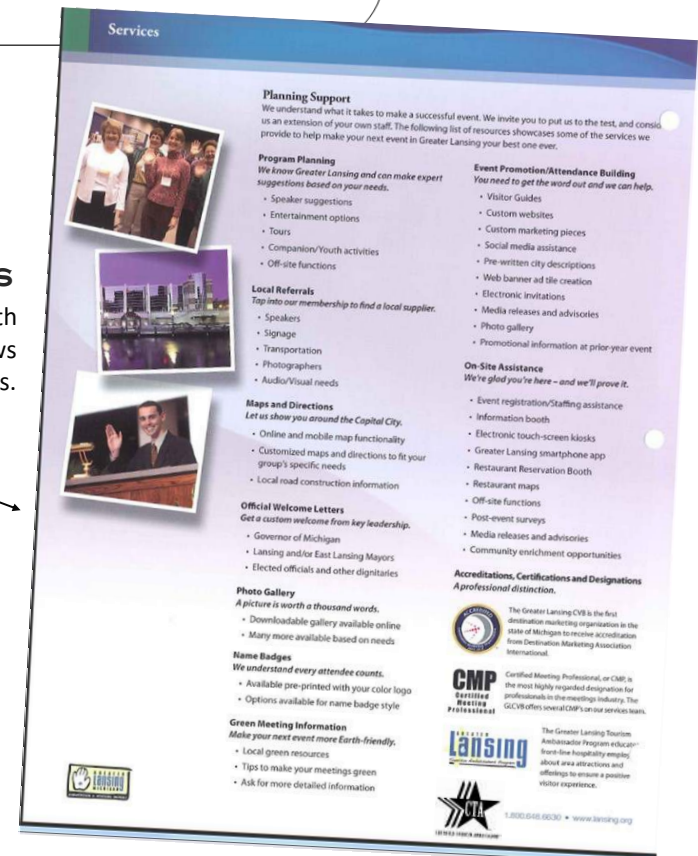 s
th
ws
s.
Services
Planning Support
We understand what it takes to make a successful event. We invite you to put us to the test, and
us an extension of your own staff. The following list of resources showcases some of the services we
provide to help make your next event in Greater Lansing your best one ever.
Program Planning
We know Greater Lansing and can make expert
suggestions based on your needs.
• Speaker suggestions
• Entertainment options
• Tours
• Companion/Youth activities
• Off-site functions
Local Referrals
Tap into our membership to find a local supplier.
• Speakers
• Signage
• Transportation
• Photographers
• Audio/Visual needs
Maps and Directions
Let us show you around the Capital City.
• Online and mobile map functionality
• Customized maps and directions to fit your
group's specific needs
• Local road construction information
Official Welcome Letters
Get a custom welcome from key leadership.
• Governor of Michigan
• Lansing and/or East Lansing Mayors
• Elected officials and other dignitaries
Photo Gallery
A picture is worth a thousand words.
• Downloadable gallery available online
• Many more available based on needs
Name Badges
We understand every attendee counts.
• Available pre-printed with your color logo
• Options available for name badge style
Green Meeting Information
Make your next event more Earth-friendly.
• Local green resources
• Tips to make your meetings green
• Ask for more detailed information
Event Promotion/Attendance Building
You need to get the word out and we can help.
• Visitor Guides
• Custom websites
• Custom marketing pieces
• Social media assistance
• Pre-written city descriptions
• Web banner ad tile creation
• Electronic invitations
• Media releases and advisories
• Photo gallery
• Promotional information at prior-year event
On-Site Assistance
We're glad you're here – and we'll prove it.
• Event registration/Staffing assistance
• Information booth
• Electronic touch-screen kiosks
• Greater Lansing smartphone app
• Restaurant Reservation Booth
• Restaurant maps
• Off-site functions
• Post-event surveys
• Media releases and advisories
• Community enrichment opportunities
Accreditations, Certifications and Designations
A professional distinction.
ACCREDITED
The Greater Lansing CVB is the first
destination marketing organization in the
state of Michigan to receive accreditation
from Destination Marketing Association
International.
CMP
Certified
Meeting
Professional
Certified Meeting Professional, or CMP, is
the most highly regarded designation for
professionals in the meetings industry. The
GLCVB offers several CMP's on our services team.
GREATER
Lansing
The Greater Lansing Tourism
Ambassador Program
front-line hospitality
about area attractions and
offerings to ensure a positive
visitor experience.
CTA
1.800.648.6630 • www.lansing.org
GREATER
Lansing
MICHIGAN